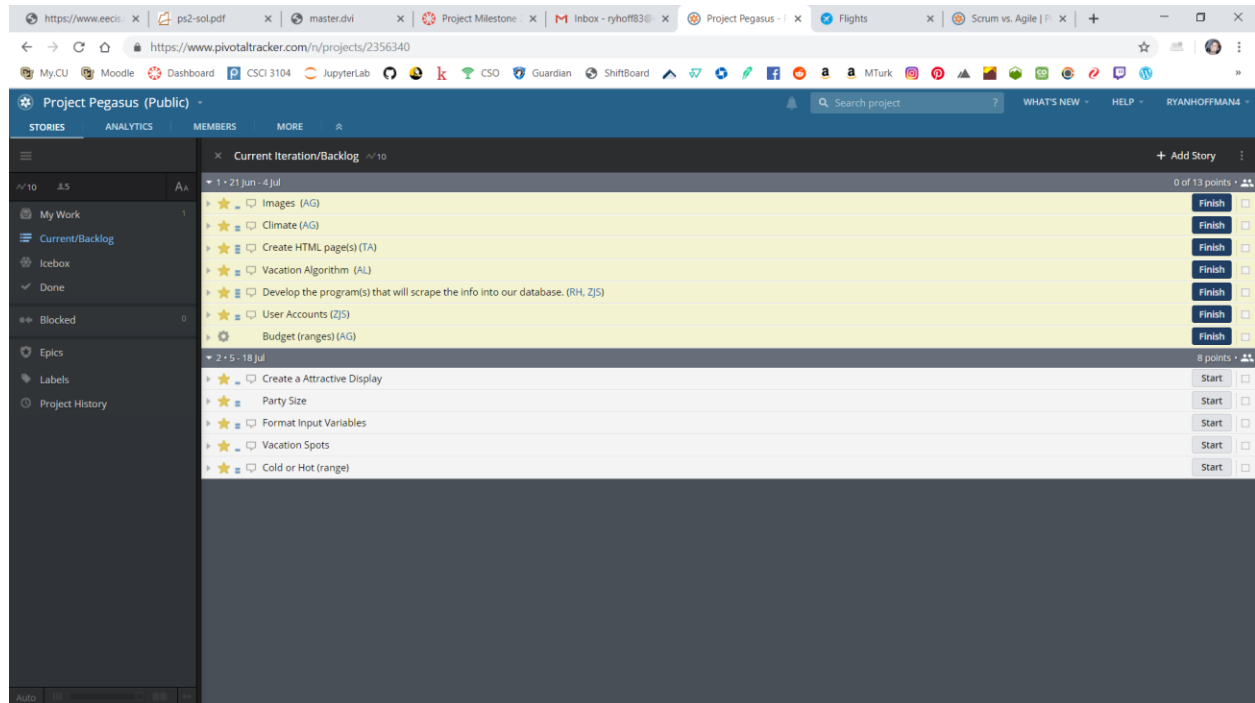 https://www.eecis. ps2-sol.pdf master.dvi Project Milestone Inbox - ryhoff83@ Project Pegasus - Flights Scrum vs. Agile | +
https://www.pivotaltracker.com/n/projects/2356340
My.CU Moodle Dashboard CSCI 3104 JupyterLab CSO Guardian ShiftBoard MTurk »
Project Pegasus (Public) Search project ? WHAT'S NEW HELP RYANHOFFMAN4
STORIES ANALYTICS MEMBERS MORE
× Current Iteration/Backlog 10 + Add Story
10 5 AA 1 • 21 Jun - 4 Jul 0 of 13 points •
Images (AG) Finish
My Work 1 Climate (AG) Finish
Current/Backlog Create HTML page(s) (TA) Finish
Icebox Vacation Algorithm (AL) Finish
Done Develop the program(s) that will scrape the info into our database. (RH, ZJS) Finish
User Accounts (ZJS) Finish
Blocked 0 Budget (ranges) (AG) Finish
Epics 2 • 5 - 18 Jul 8 points •
Labels Create a Attractive Display Start
Project History Party Size Start
Format Input Variables Start
Vacation Spots Start
Cold or Hot (range) Start
Auto